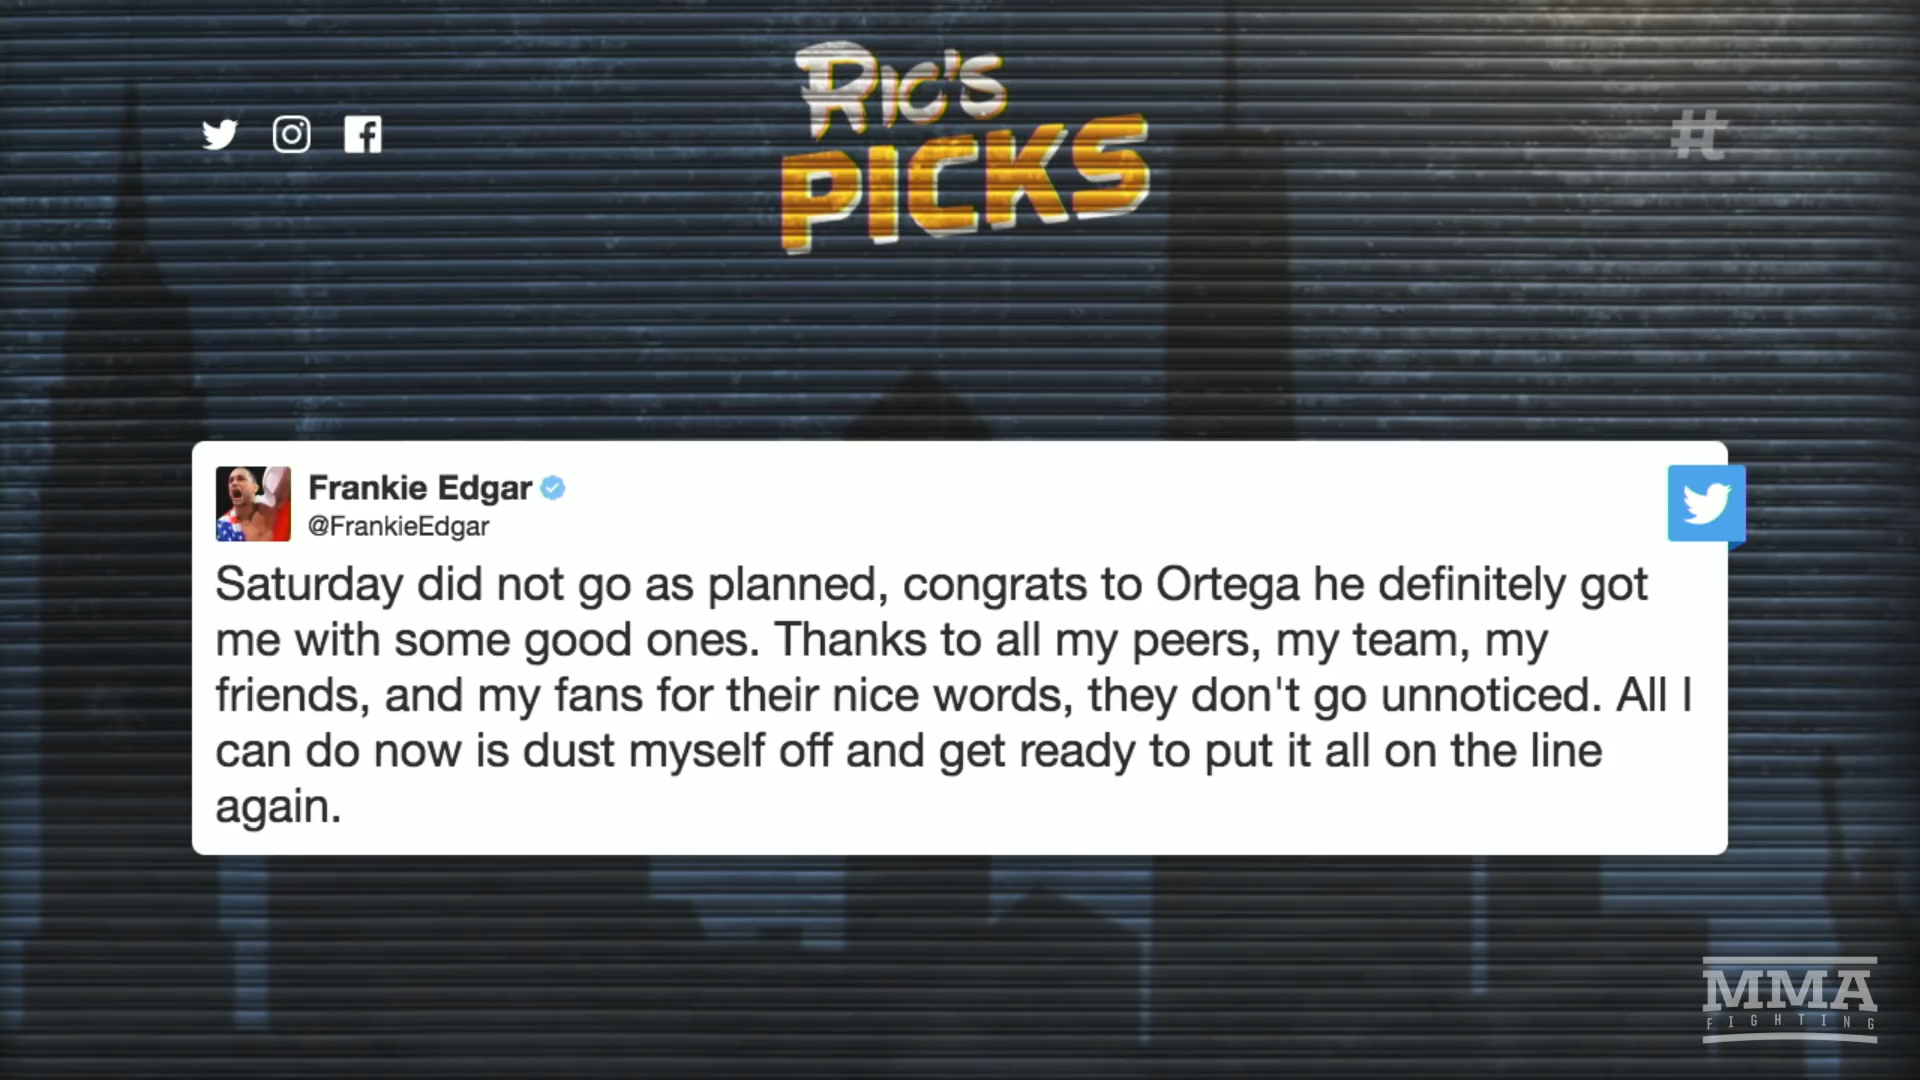 Ric's
PICKS
#
Frankie Edgar
@FrankieEdgar
Saturday did not go as planned, congrats to Ortega he definitely got
me with some good ones. Thanks to all my peers, my team, my
friends, and my fans for their nice words, they don't go unnoticed. All I
can do now is dust myself off and get ready to put it all on the line
again.
MMA
FIGHTING